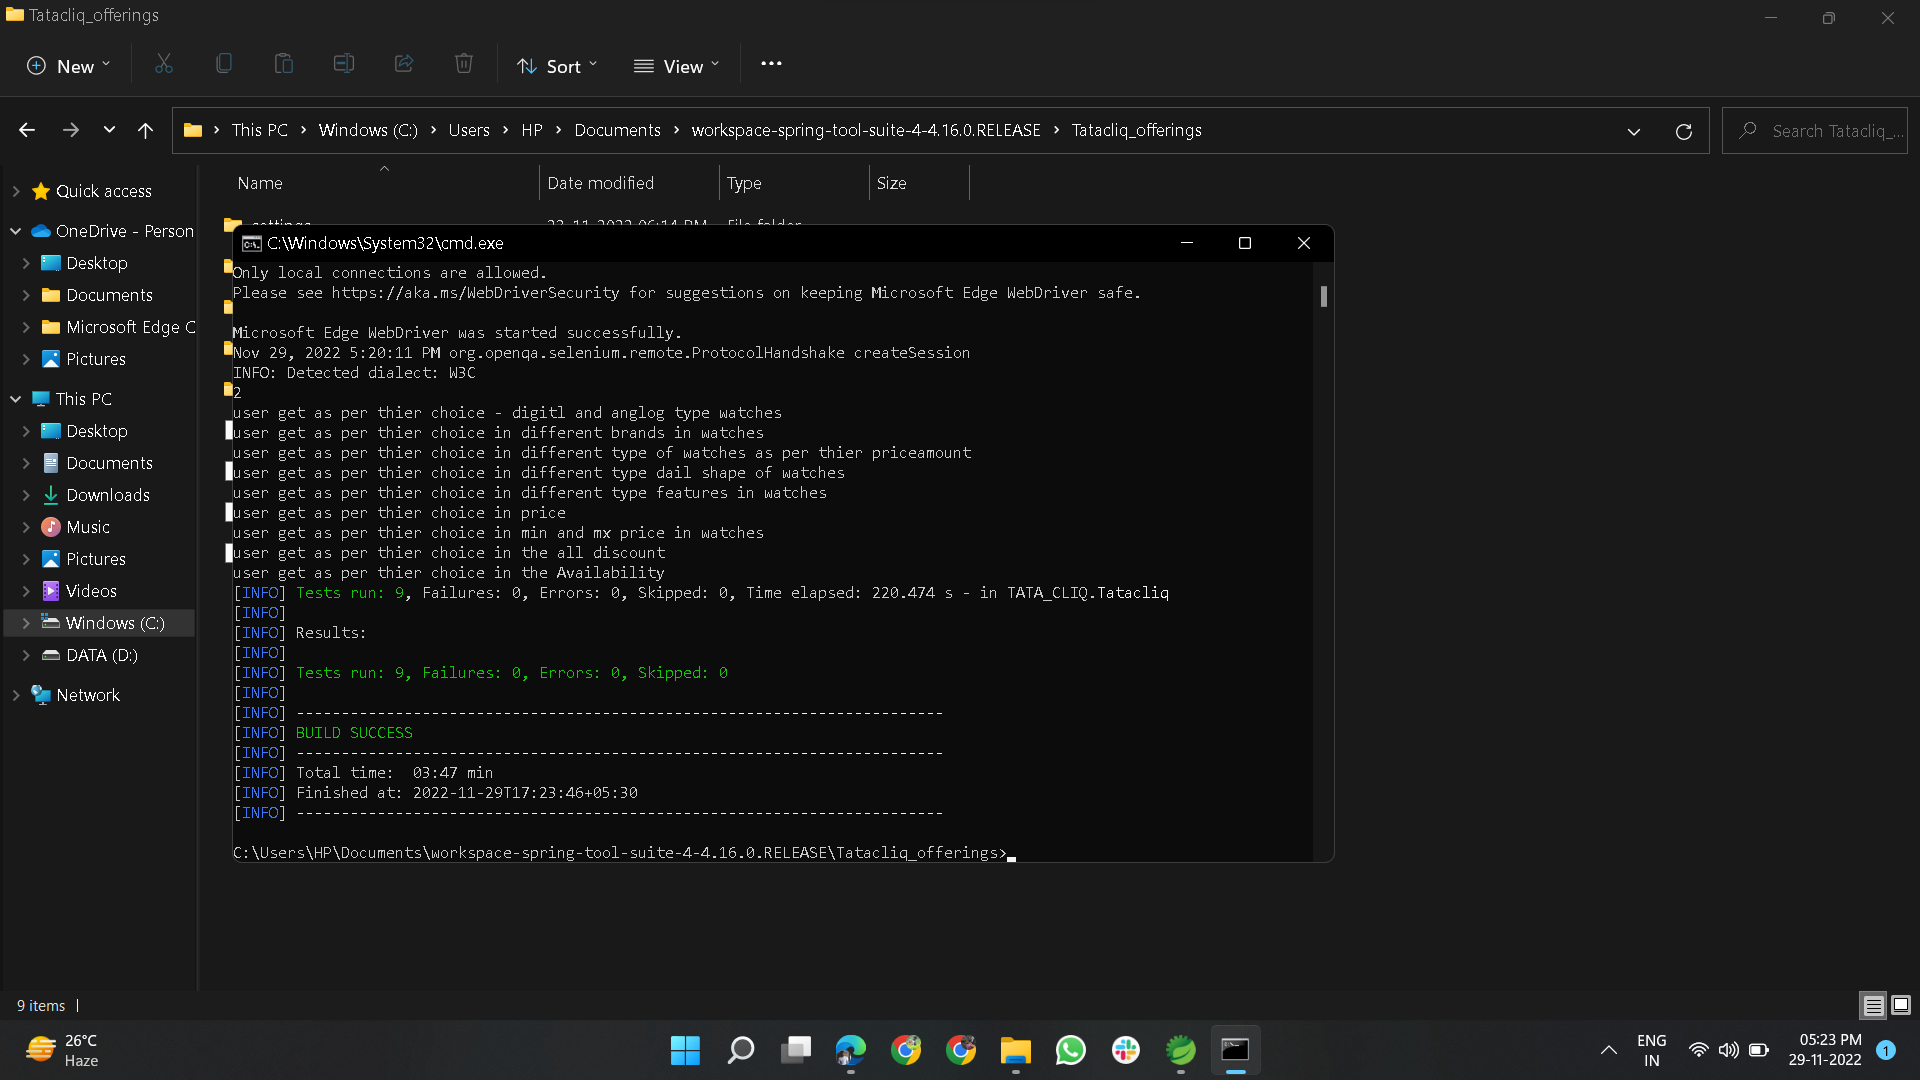 Tatacliq_offerings
New
Sort
View
This PC
Windows (C:)
Users
HP
Documents
workspace-spring-tool-suite-4-4.16.0.RELEASE
Tatacliq_offerings
Search Tatacliq_...
Name
Date modified
Type
Size
Quick access
OneDrive - Person
Desktop
Documents
Microsoft Edge C
Pictures
This PC
Desktop
Documents
Downloads
Music
Pictures
Videos
Windows (C:)
DATA (D:)
Network
C:\Windows\System32\cmd.exe
Only local connections are allowed.
Please see https://aka.ms/WebDriverSecurity for suggestions on keeping Microsoft Edge WebDriver safe.
Microsoft Edge WebDriver was started successfully.
Nov 29, 2022 5:20:11 PM org.openqa.selenium.remote.ProtocolHandshake createSession
INFO: Detected dialect: W3C
2
user get as per thier choice - digitl and anglog type watches
user get as per thier choice in different brands in watches
user get as per thier choice in different type of watches as per thier priceamount
user get as per thier choice in different type dail shape of watches
user get as per thier choice in different type features in watches
user get as per thier choice in price
user get as per thier choice in min and mx price in watches
user get as per thier choice in the all discount
user get as per thier choice in the Availability
[INFO] Tests run: 9, Failures: 0, Errors: 0, Skipped: 0, Time elapsed: 220.474 s - in TATA_CLIQ.Tatacliq
[INFO]
[INFO] Results:
[INFO]
[INFO] Tests run: 9, Failures: 0, Errors: 0, Skipped: 0
[INFO]
[INFO] ------------------------------------------------------------------------
[INFO] BUILD SUCCESS
[INFO] ------------------------------------------------------------------------
[INFO] Total time:  03:47 min
[INFO] Finished at: 2022-11-29T17:23:46+05:30
[INFO] ------------------------------------------------------------------------
C:\Users\HP\Documents\workspace-spring-tool-suite-4-4.16.0.RELEASE\Tatacliq_offerings>
9 items
26°C
Haze
ENG
IN
05:23 PM
29-11-2022
1